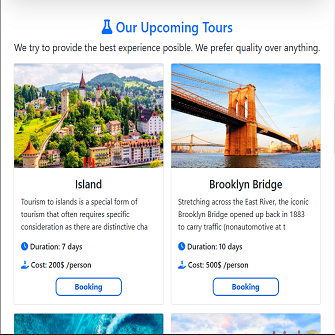 Our Upcoming Tours
We try to provide the best experience posible. We prefer quality over anything.
Island
Tourism to islands is a special form of
tourism that often requires specific
consideration as there are distinctive cha
Duration: 7 days
Cost: 200$ /person
Booking
Brooklyn Bridge
Stretching across the East River, the iconic
Brooklyn Bridge opened up back in 1883
to carry traffic (nonautomotive at t
Duration: 10 days
Cost: 500$ /person
Booking